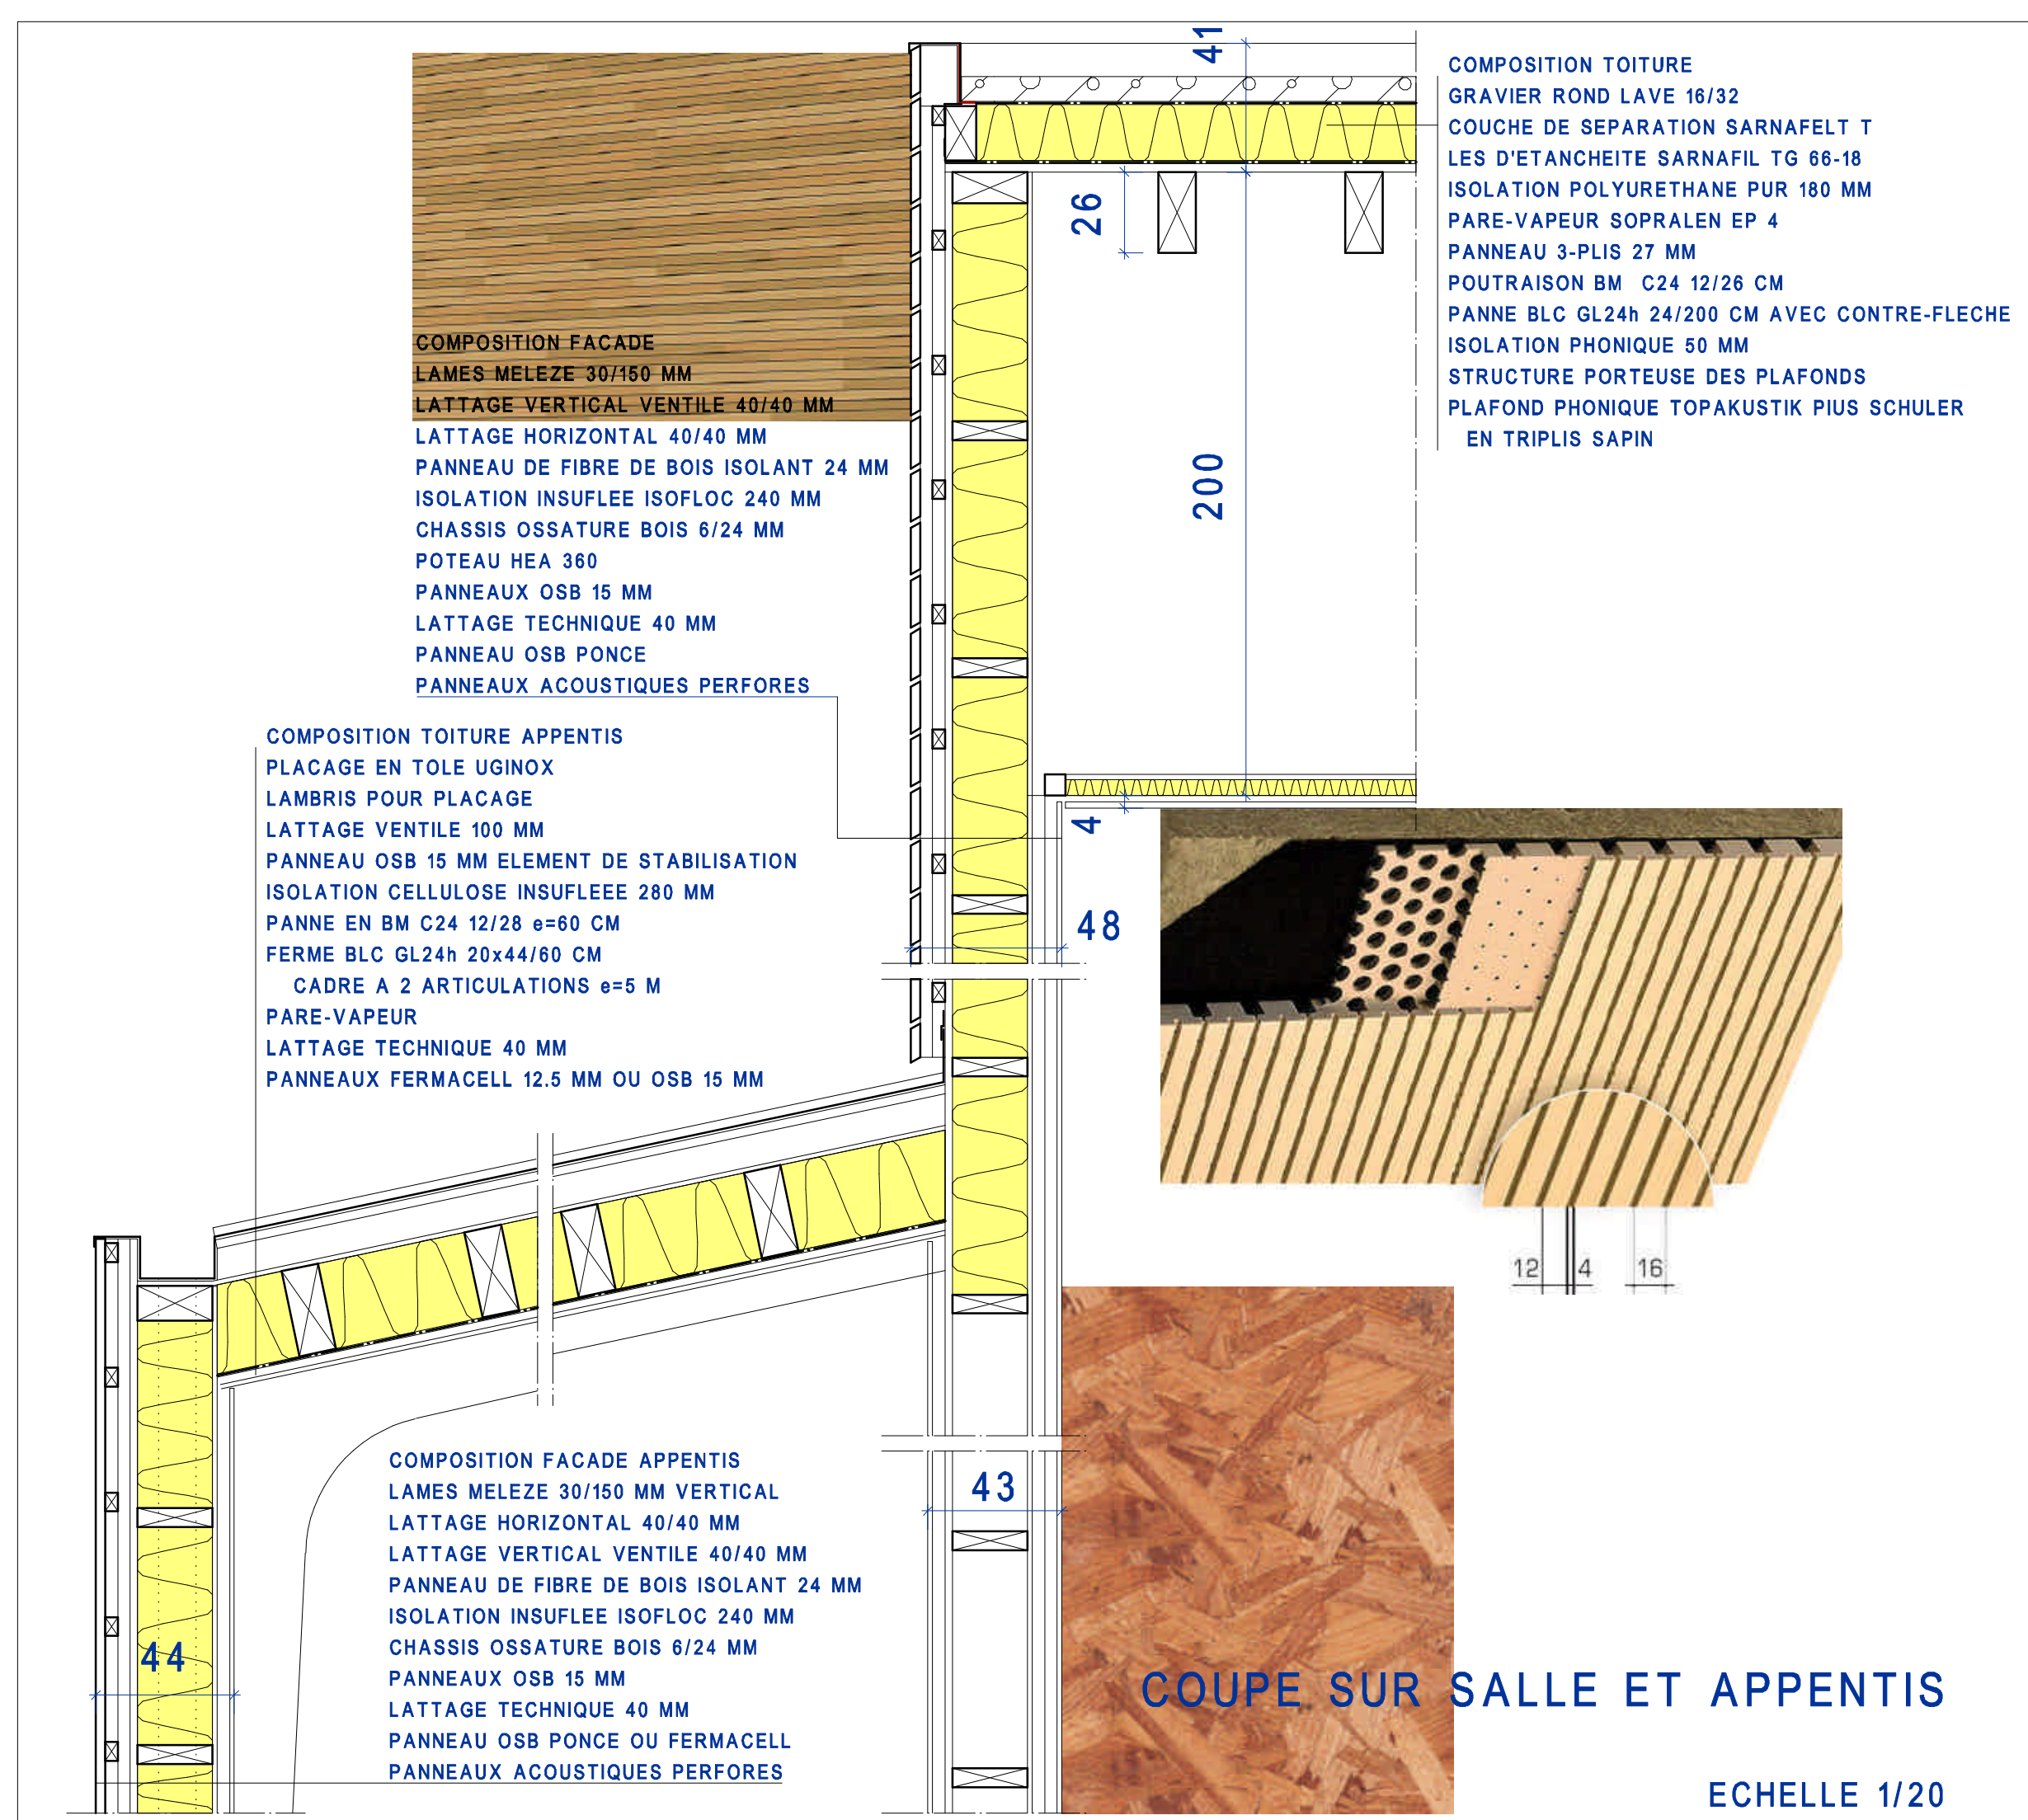 COMPOSITION TOITURE
GRAVIER ROND LAVE 16/32
COUCHE DE SEPARATION SARNAFELT T
LES D'ETANCHEITE SARNAFIL TG 66-18
ISOLATION POLYURETHANE PUR 180 MM
PARE-VAPEUR SOPRALEN EP 4
PANNEAU 3-PLIS 27 MM
POUTRAISON BM C24 12/26 CM
PANNE BLC GL24h 24/200 CM AVEC CONTRE-FLECHE
ISOLATION PHONIQUE 50 MM
STRUCTURE PORTEUSE DES PLAFONDS
PLAFOND PHONIQUE TOPAKUSTIK PIUS SCHULER
EN TRIPLIS SAPIN
41
26
200
4
48
COMPOSITION FACADE
LAMES MELEZE 30/150 MM
LATTAGE VERTICAL VENTILE 40/40 MM
LATTAGE HORIZONTAL 40/40 MM
PANNEAU DE FIBRE DE BOIS ISOLANT 24 MM
ISOLATION INSUFLEE ISOFLOC 240 MM
CHASSIS OSSATURE BOIS 6/24 MM
POTEAU HEA 360
PANNEAUX OSB 15 MM
LATTAGE TECHNIQUE 40 MM
PANNEAU OSB PONCE
PANNEAUX ACOUSTIQUES PERFORES
COMPOSITION TOITURE APPENTIS
PLACAGE EN TOLE UGINOX
LAMBRIS POUR PLACAGE
LATTAGE VENTILE 100 MM
PANNEAU OSB 15 MM ELEMENT DE STABILISATION
ISOLATION CELLULOSE INSUFLEEE 280 MM
PANNE EN BM C24 12/28 e=60 CM
FERME BLC GL24h 20x44/60 CM
CADRE A 2 ARTICULATIONS e=5 M
PARE-VAPEUR
LATTAGE TECHNIQUE 40 MM
PANNEAUX FERMACELL 12.5 MM OU OSB 15 MM
12 4 16
COMPOSITION FACADE APPENTIS
LAMES MELEZE 30/150 MM VERTICAL
LATTAGE HORIZONTAL 40/40 MM
LATTAGE VERTICAL VENTILE 40/40 MM
PANNEAU DE FIBRE DE BOIS ISOLANT 24 MM
ISOLATION INSUFLEE ISOFLOC 240 MM
CHASSIS OSSATURE BOIS 6/24 MM
PANNEAUX OSB 15 MM
LATTAGE TECHNIQUE 40 MM
PANNEAU OSB PONCE OU FERMACELL
PANNEAUX ACOUSTIQUES PERFORES
43
44
COUPE SUR SALLE ET APPENTIS
ECHELLE 1/20